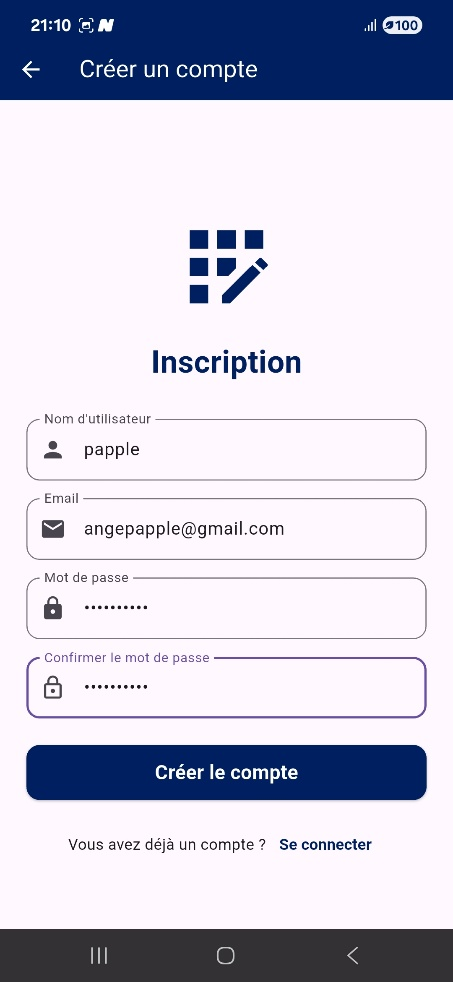 21:10 N 100
Créer un compte
Inscription
Nom d'utilisateur
papple
Email
angepapple@gmail.com
Mot de passe
••••••••••
Confirmer le mot de passe
••••••••••
Créer le compte
Vous avez déjà un compte ? Se connecter